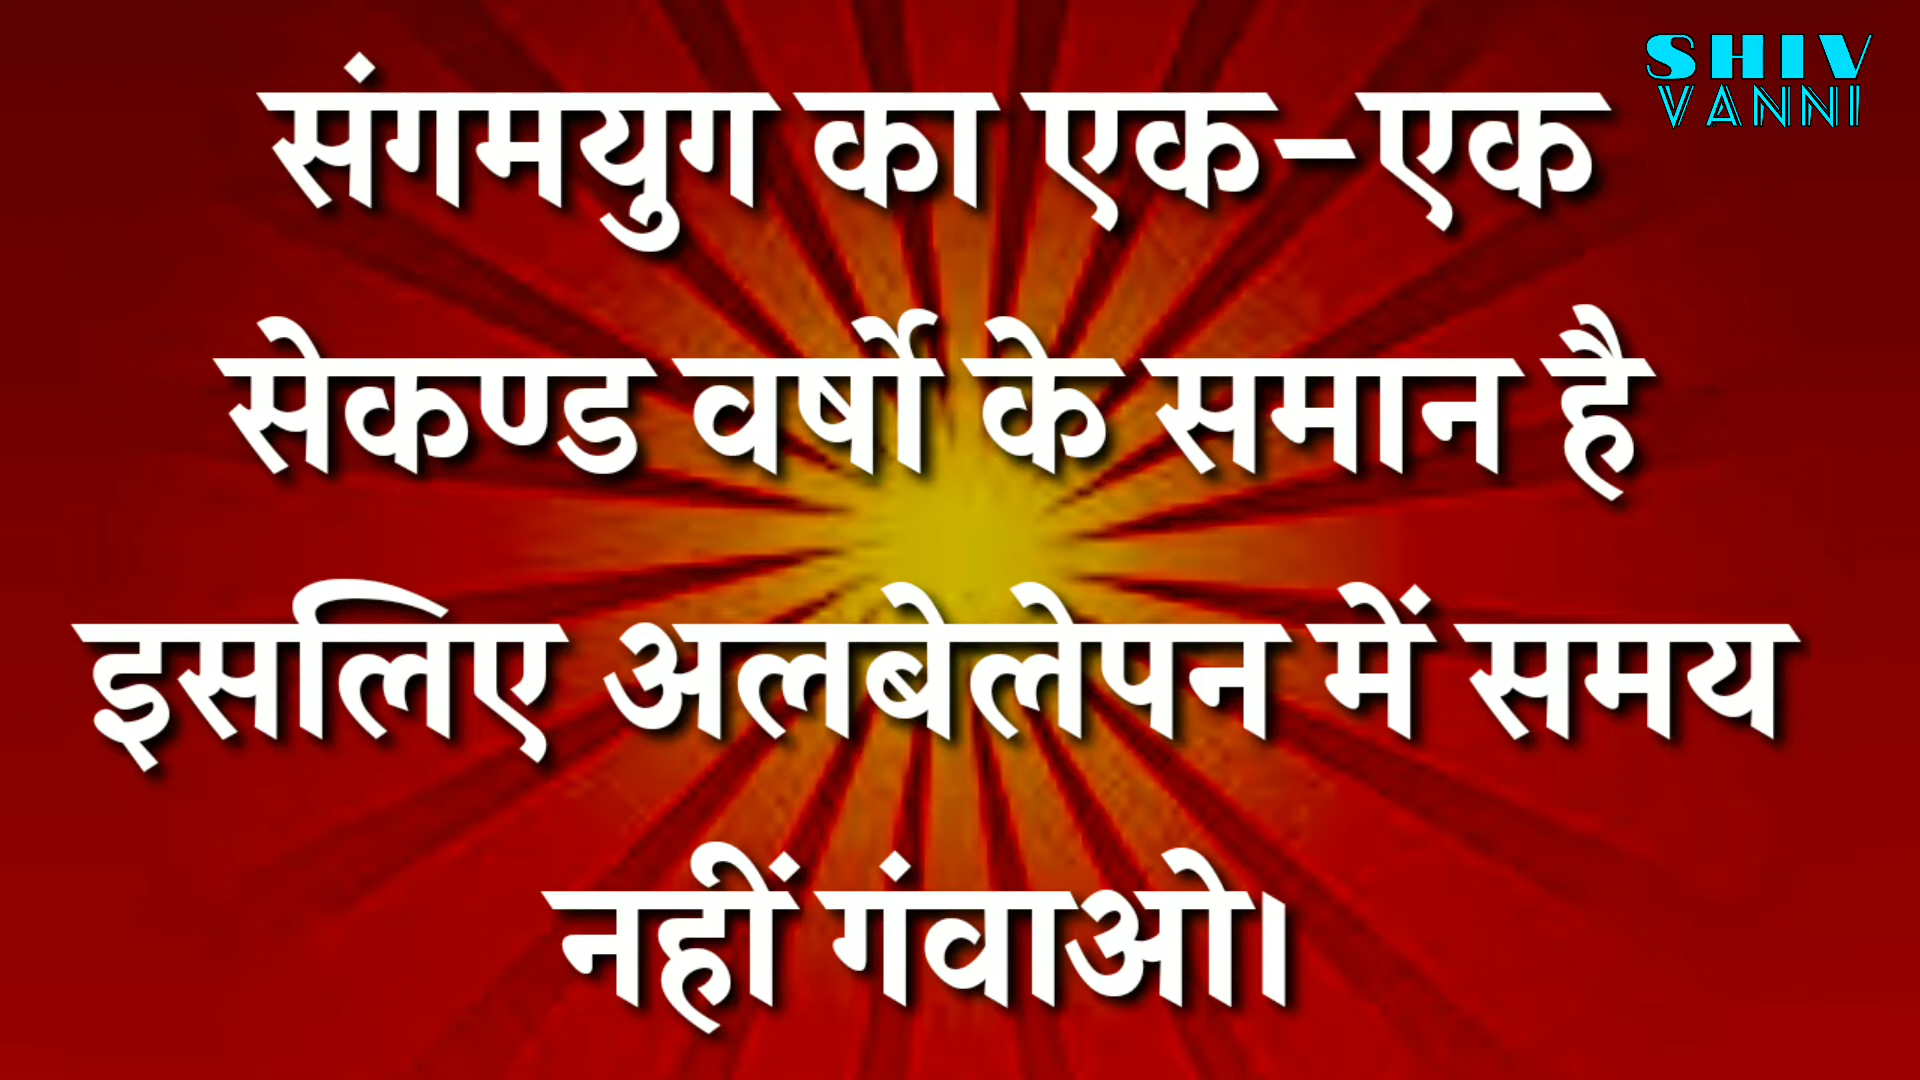 SHIV
VANNI
संगमयुग का एक-एक
सेकण्ड वर्षो के समान है
इसलिए अलबेलेपन में समय
नहीं गंवाओ।